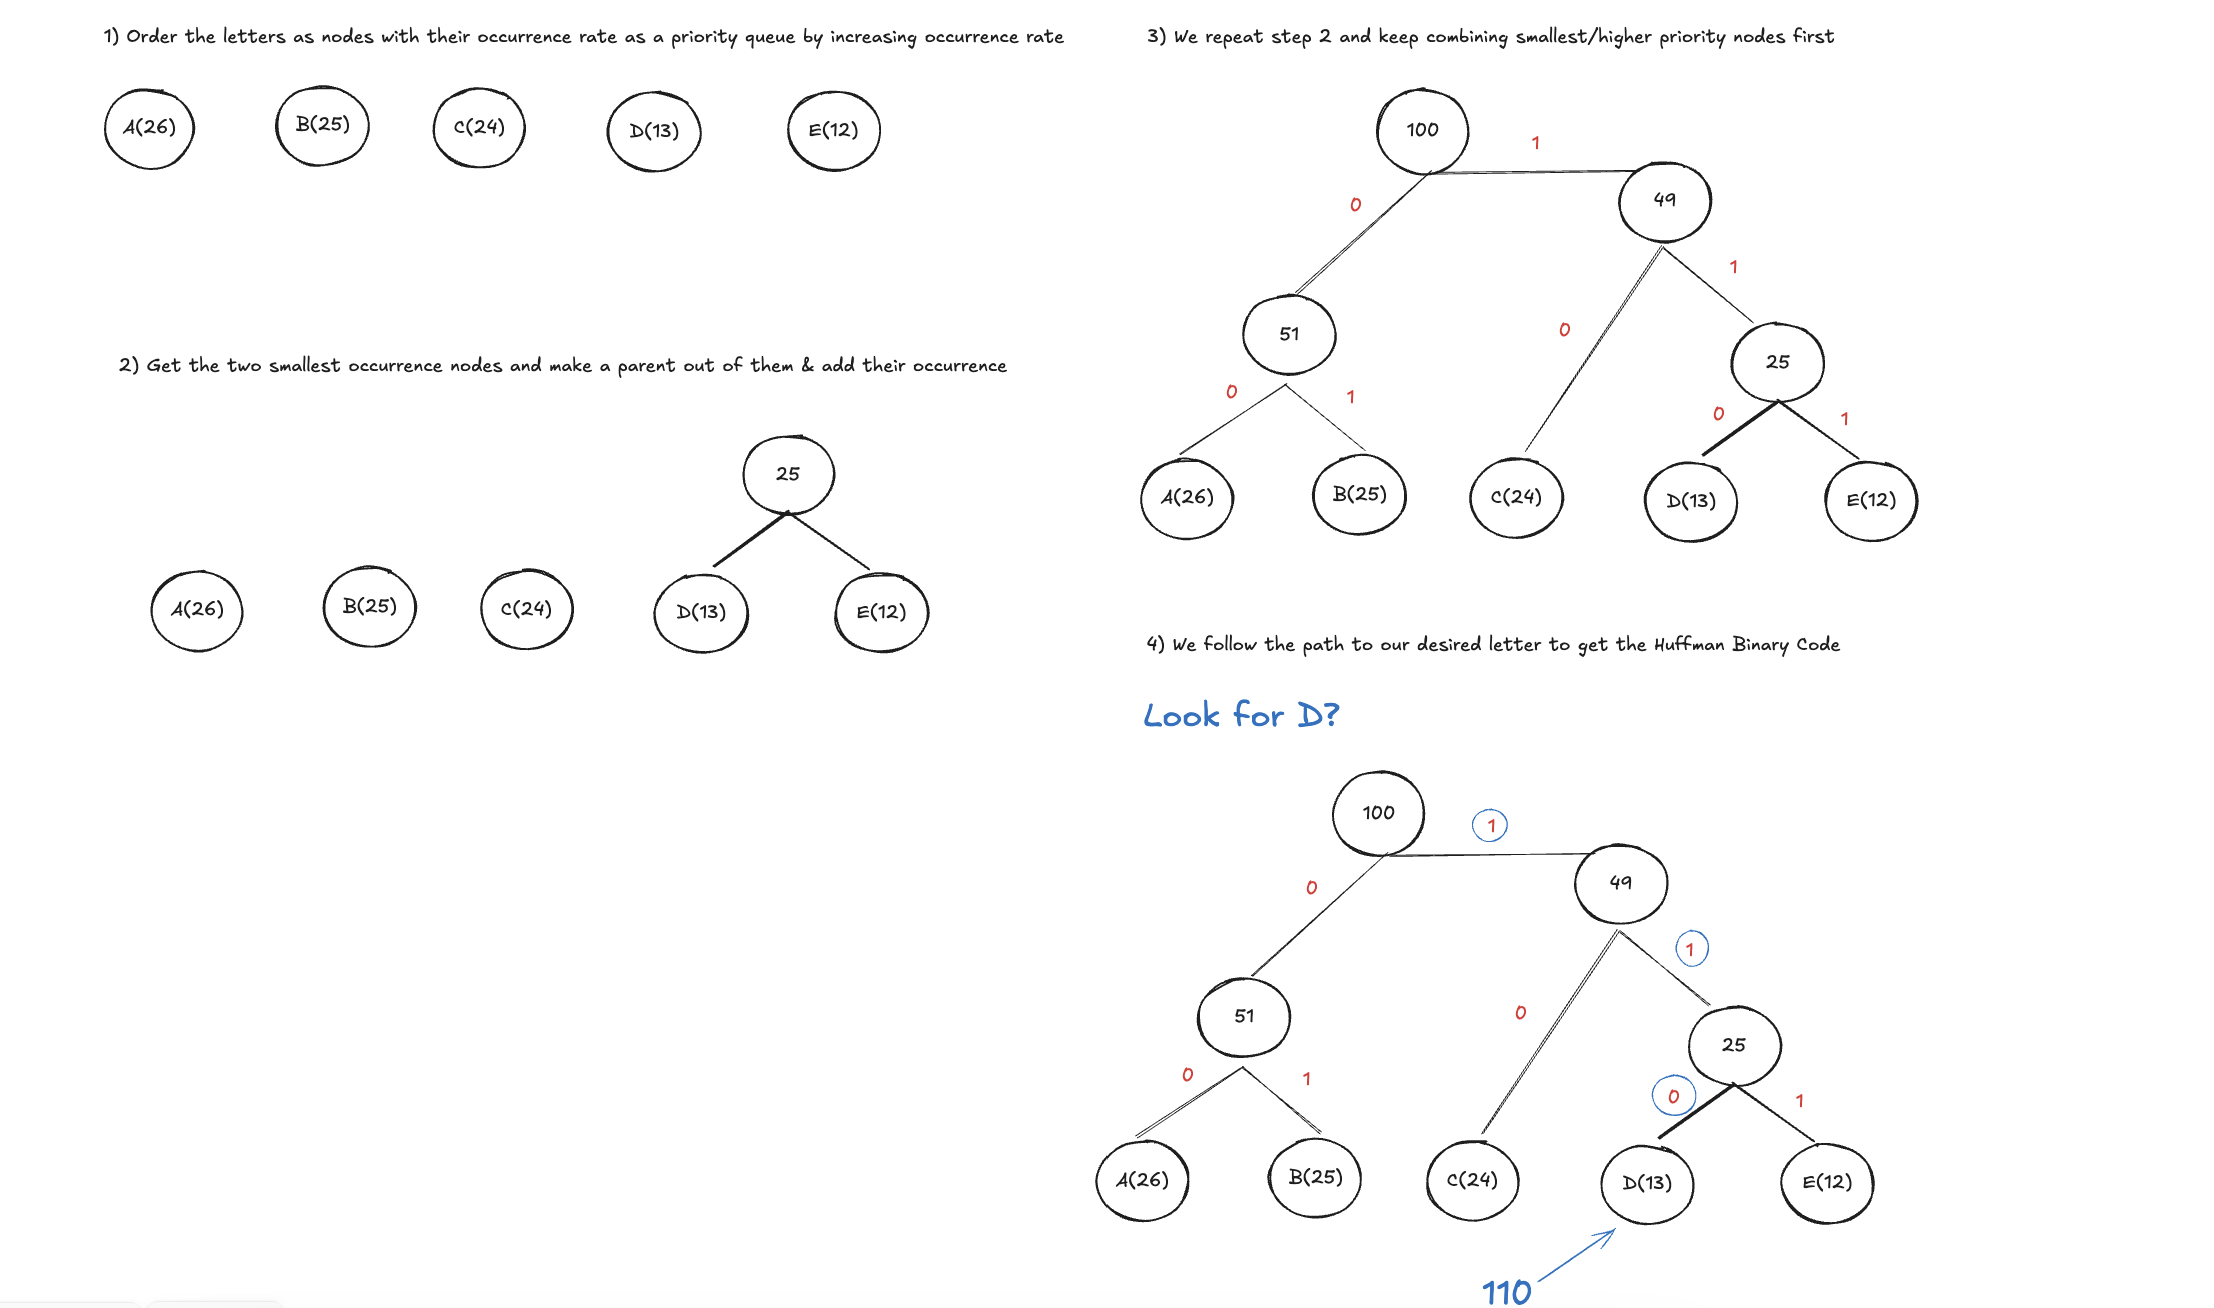 1) Order the letters as nodes with their occurrence rate as a priority queue by increasing occurrence rate
A(26)
B(25)
C(24)
D(13)
E(12)
2) Get the two smallest occurrence nodes and make a parent out of them & add their occurrence
25
A(26)
B(25)
C(24)
D(13)
E(12)
3) We repeat step 2 and keep combining smallest/higher priority nodes first
100
1
49
0
1
51
0
25
0
1
0
1
A(26)
B(25)
C(24)
D(13)
E(12)
4) We follow the path to our desired letter to get the Huffman Binary Code
Look for D?
100
1
49
0
1
51
0
25
0
1
0
1
A(26)
B(25)
C(24)
D(13)
E(12)
110